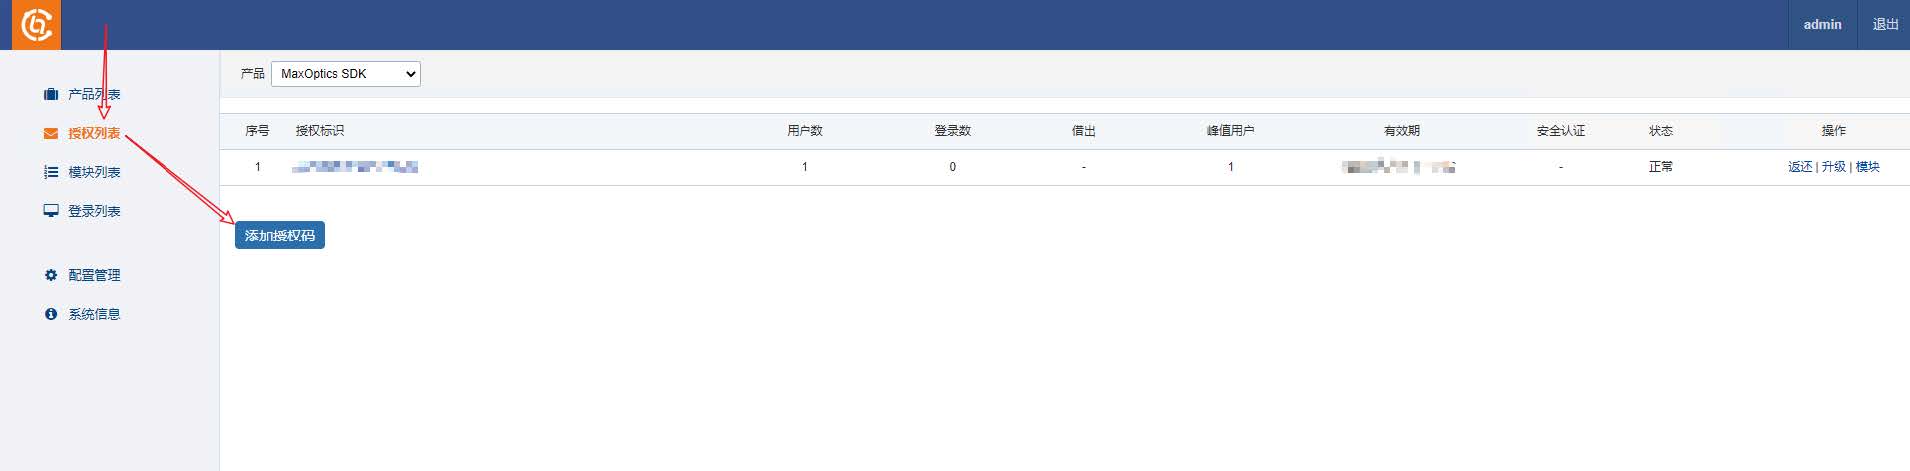 admin 退出
产品 MaxOptics SDK
产品列表
授权列表
模块列表
登录列表
配置管理
系统信息
序号 授权标识 用户数 登录数 借出 峰值用户 有效期 安全认证 状态 操作
1 1 0 - 1 - 正常 返还 | 升级 | 模块
添加授权码